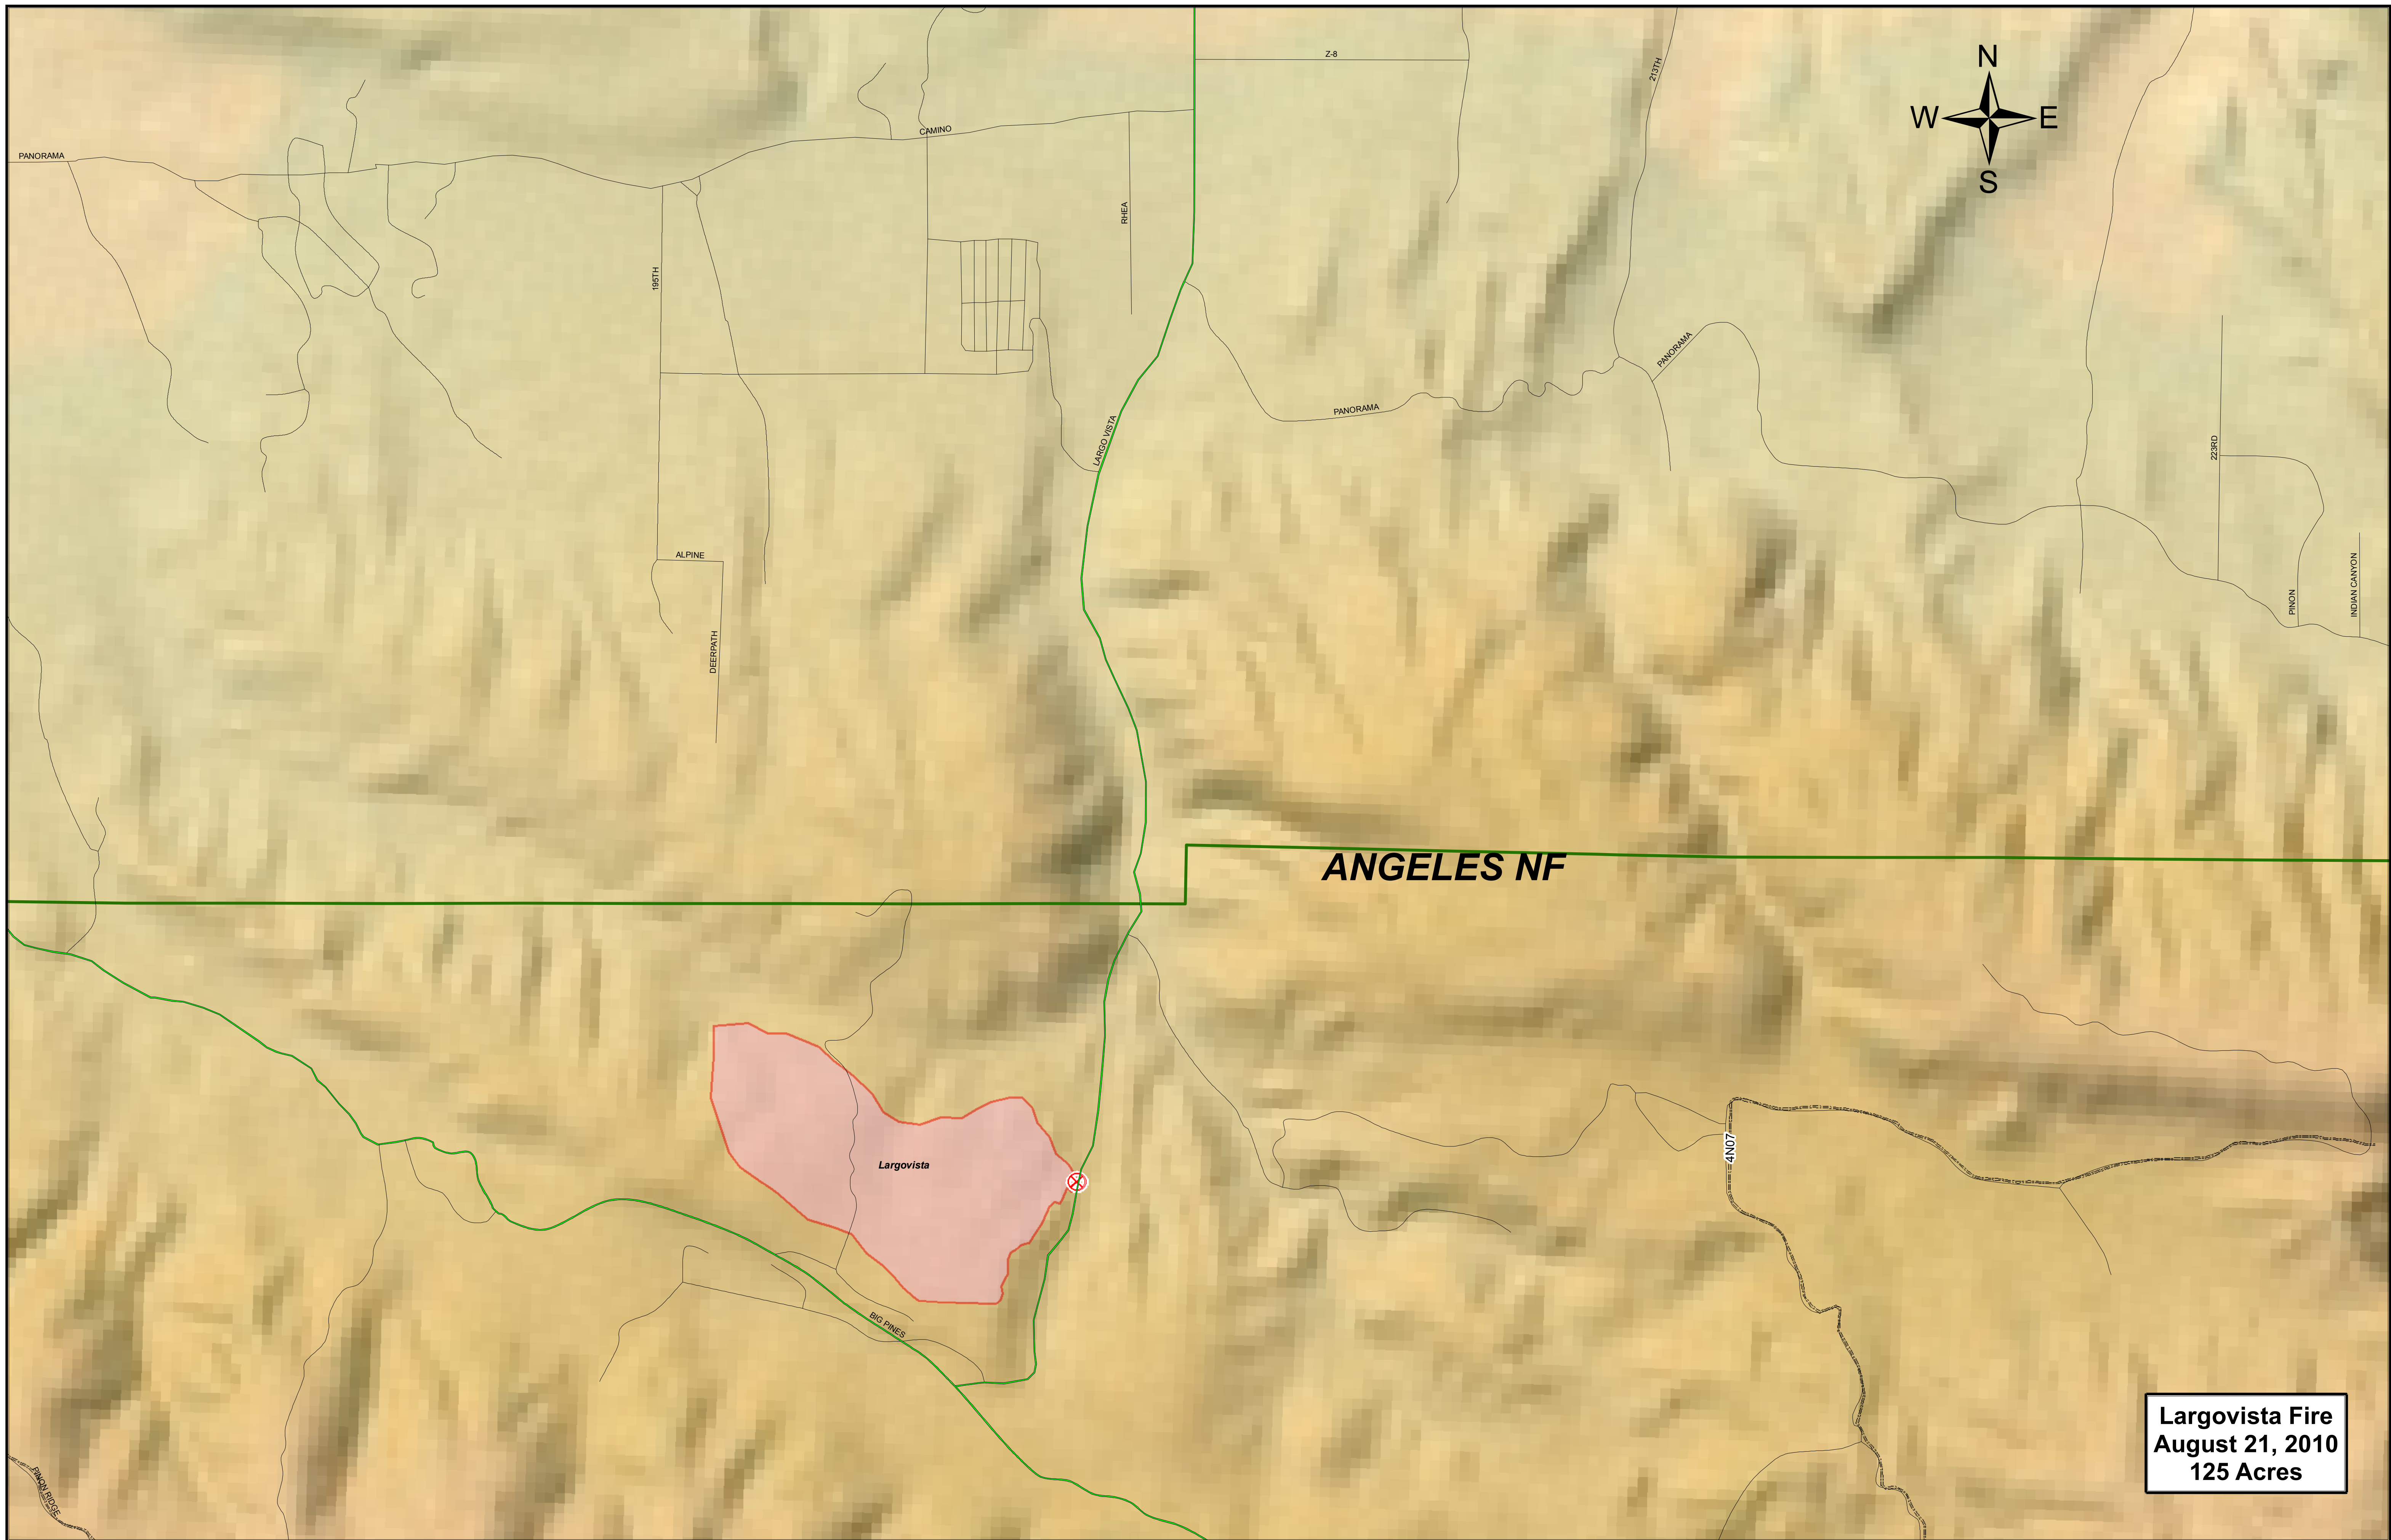 Z-8
213TH
N
W E
S
CAMINO
PANORAMA
RHEA
195TH
PANORAMA
PANORAMA
LARGO VISTA
223RD
ALPINE
DEERPATH
PINON
INDIAN CANYON
ANGELES NF
4N07
Largovista
BIG PINES
PINON RIDGE
Largovista Fire
August 21, 2010
125 Acres